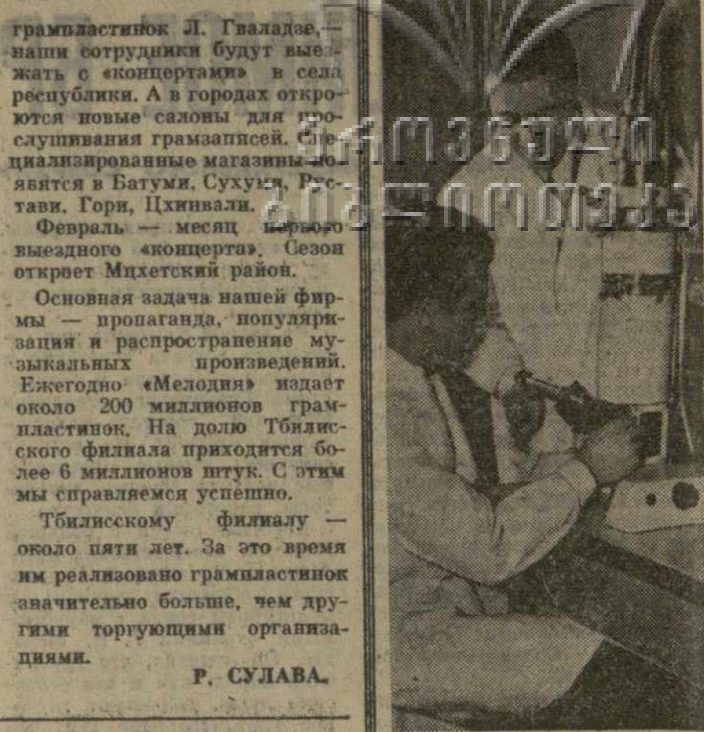 грампластинок Л. Гваладзе,—
наши сотрудники будут выез-
жать с «концертами» в села
республики. А в городах откро-
ются новые салоны для про-
слушивания грамзаписей. Спе-
циализированные магазины по-
явятся в Батуми, Сухуми, Рус-
тави, Гори, Цхинвали.
Февраль — месяц первого
выездного «концерта». Сезон
откроет Мцхетский район.
Основная задача нашей фир-
мы — пропаганда, популяри-
зация и распространение му-
зыкальных произведений.
Ежегодно «Мелодия» издает
около 200 миллионов грам-
пластинок. На долю Тбилис-
ского филиала приходится бо-
лее 6 миллионов штук. С этим
мы справляемся успешно.
Тбилисскому филиалу —
около пяти лет. За это время
им реализовано грампластинок
значительно больше, чем дру-
гими торгующими организа-
циями.
Р. СУЛАВА.
ეროვნული
ბიბლიოთეკა